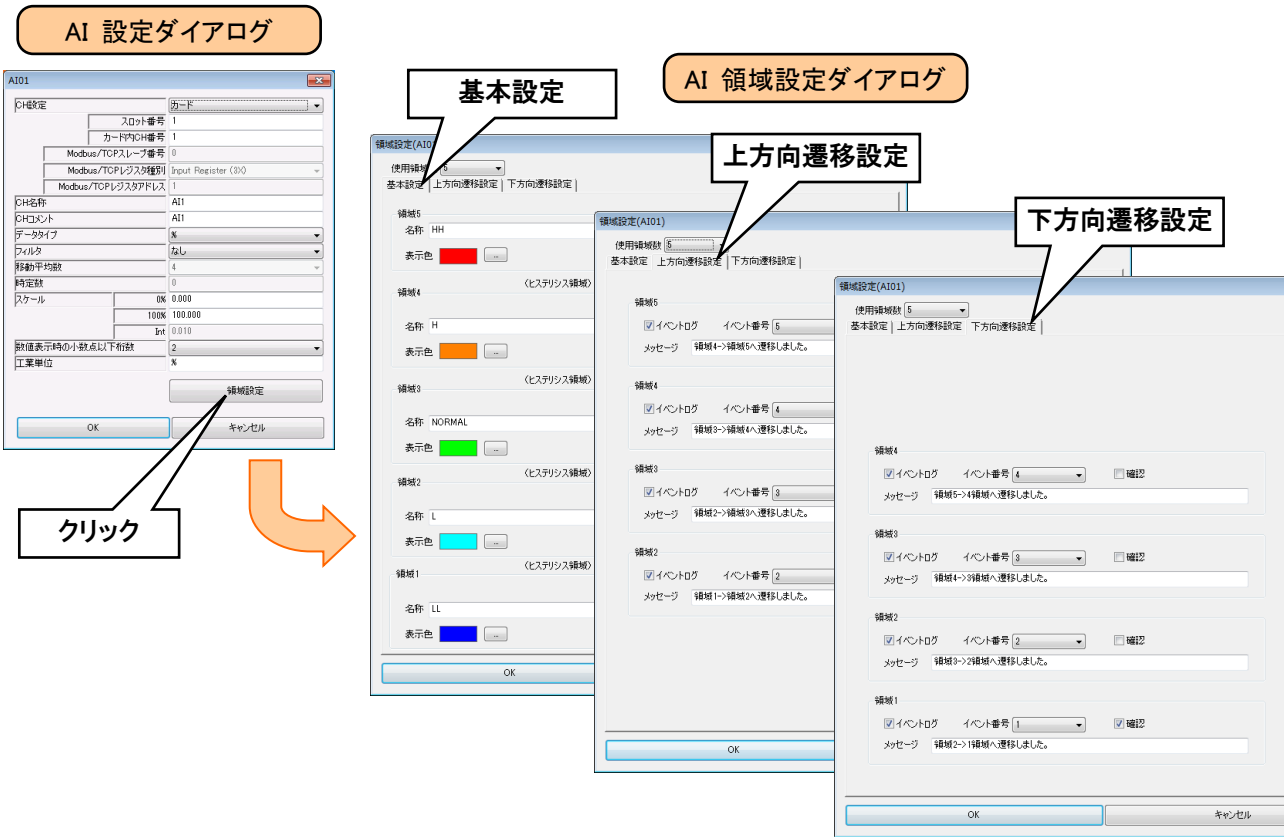 AI 設定ダイアログ
AI01
CH設定 カード
スロット番号 1
カード内CH番号 1
Modbus/TCPスレーブ番号 0
Modbus/TCPレジスタ種別 Input Register (3X)
Modbus/TCPレジスタアドレス 1
CH名称 AI1
CHコメント AI1
データタイプ %
フィルタ なし
移動平均数 4
時定数 0
スケール 0% 0.000
100% 100.000
Int 0.010
数値表示時の小数点以下桁数 2
工業単位 %
領域設定
OK キャンセル
クリック
AI 領域設定ダイアログ
基本設定
領域設定(AI0
使用領域 5
基本設定 上方向遷移設定 下方向遷移設定
領域5
名称 HH
表示色 ...
(ヒステリシス領域)
領域4
名称 H
表示色 ...
(ヒステリシス領域)
領域3
名称 NORMAL
表示色 ...
(ヒステリシス領域)
領域2
名称 L
表示色 ...
(ヒステリシス領域)
領域1
名称 LL
表示色 ...
OK
上方向遷移設定
領域設定(AI01)
使用領域数 5
基本設定 上方向遷移設定 下方向遷移設定
領域5
イベントログ イベント番号 5
メッセージ 領域4->領域5へ遷移しました。
領域4
イベントログ イベント番号 4
メッセージ 領域3->領域4へ遷移しました。
領域3
イベントログ イベント番号 3
メッセージ 領域2->領域3へ遷移しました。
領域2
イベントログ イベント番号 2
メッセージ 領域1->領域2へ遷移しました。
OK
下方向遷移設定
領域設定(AI01)
使用領域数 5
基本設定 上方向遷移設定 下方向遷移設定
領域4
イベントログ イベント番号 4 確認
メッセージ 領域5->4領域へ遷移しました。
領域3
イベントログ イベント番号 3 確認
メッセージ 領域4->3領域へ遷移しました。
領域2
イベントログ イベント番号 2 確認
メッセージ 領域3->2領域へ遷移しました。
領域1
イベントログ イベント番号 1 確認
メッセージ 領域2->1領域へ遷移しました。
OK キャンセル